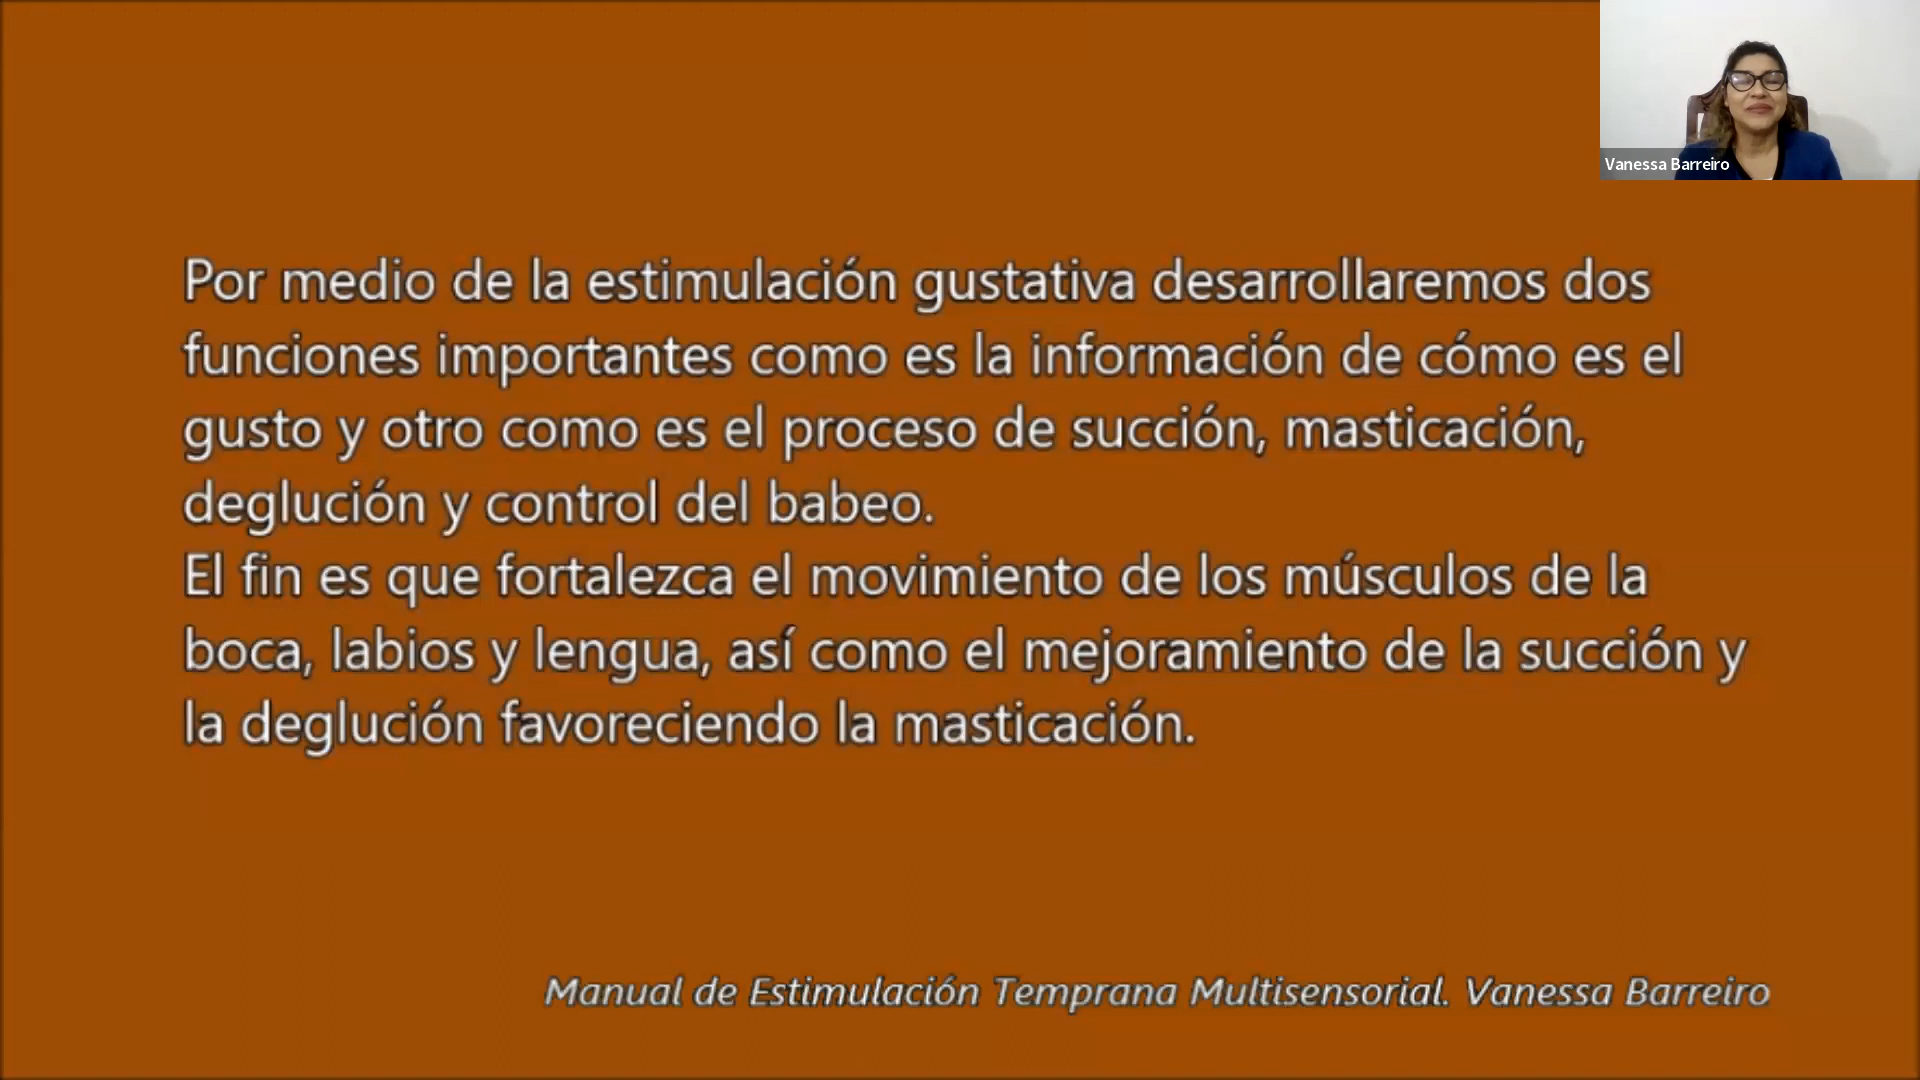 Vanessa Barreiro
Por medio de la estimulación gustativa desarrollaremos dos
funciones importantes como es la información de cómo es el
gusto y otro como es el proceso de succión, masticación,
deglución y control del babeo.
El fin es que fortalezca el movimiento de los músculos de la
boca, labios y lengua, así como el mejoramiento de la succión y
la deglución favoreciendo la masticación.
Manual de Estimulación Temprana Multisensorial. Vanessa Barreiro